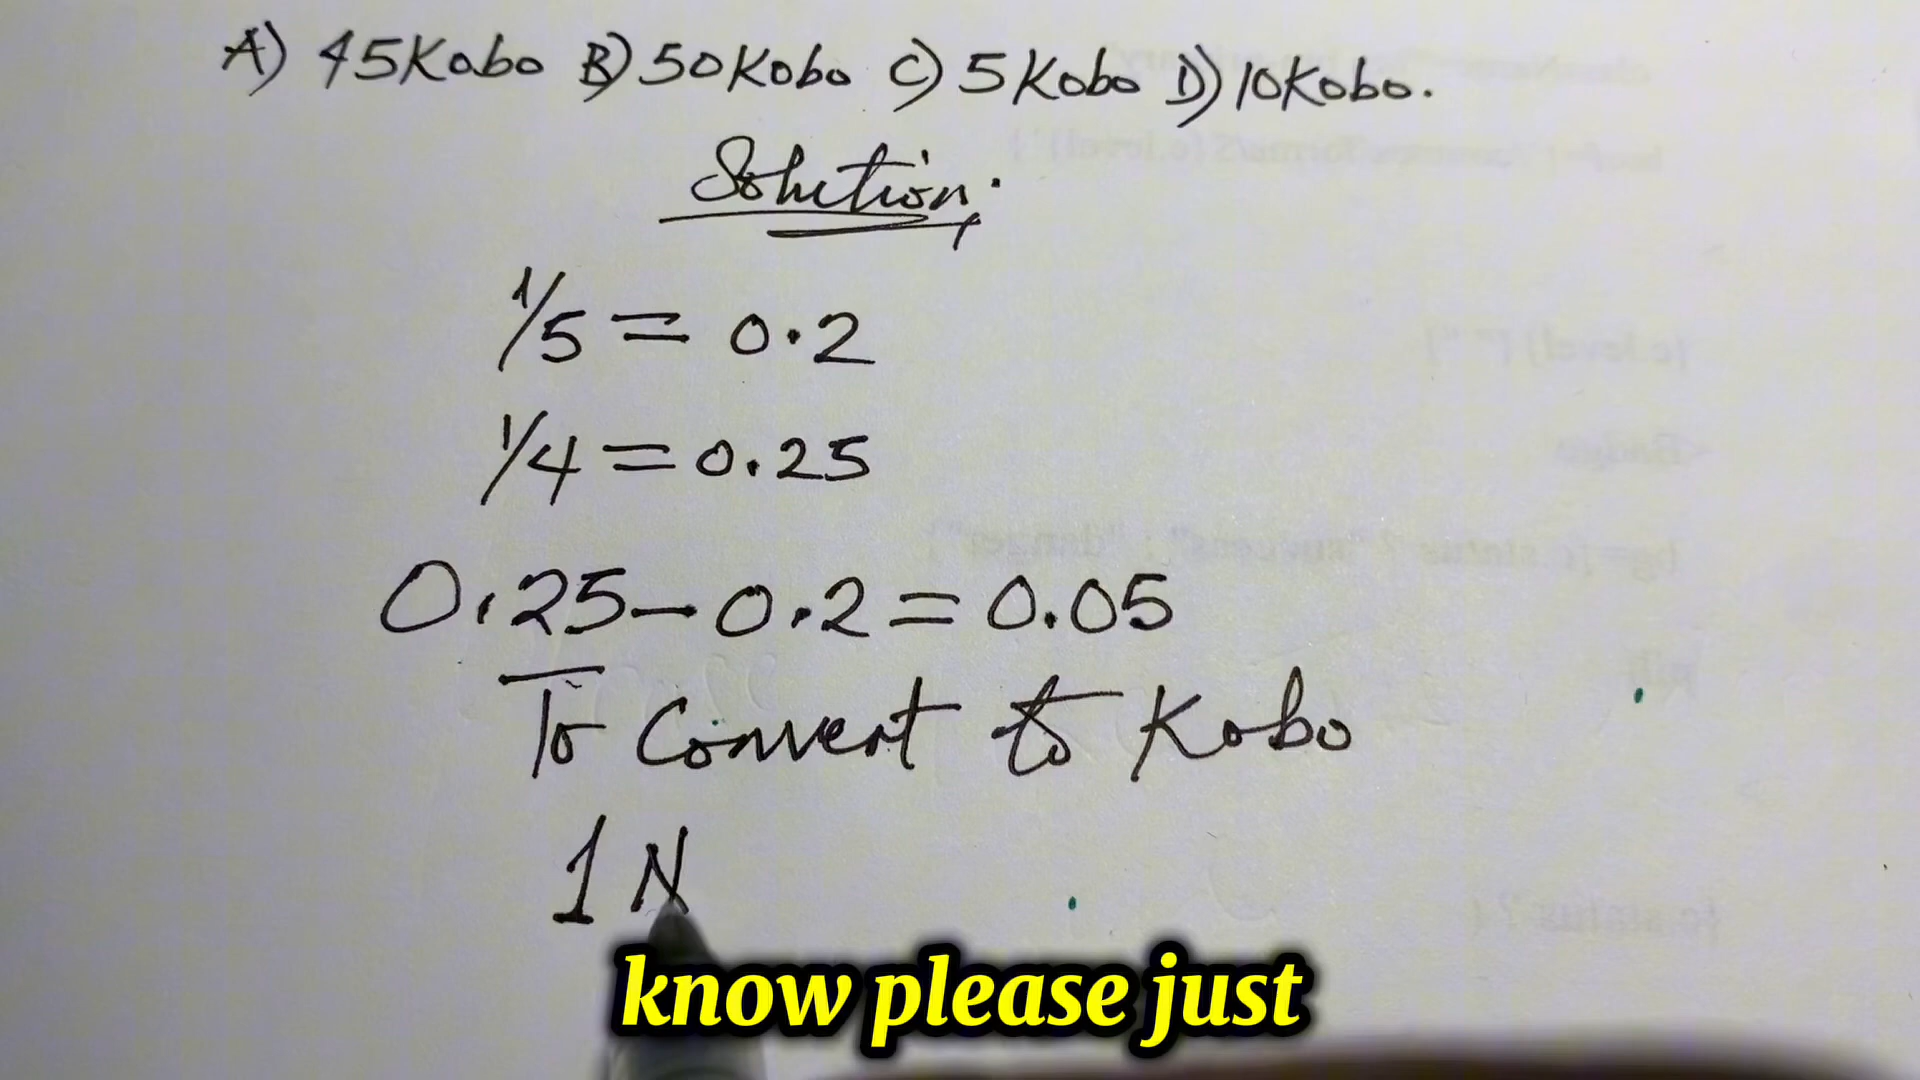 A) 45Kobo B) 50Kobo C) 5Kobo D) 10Kobo.
Solution.
1/5 = 0.2
1/4 = 0.25
0.25 - 0.2 = 0.05
To Convert to Kobo
1 N
know please just